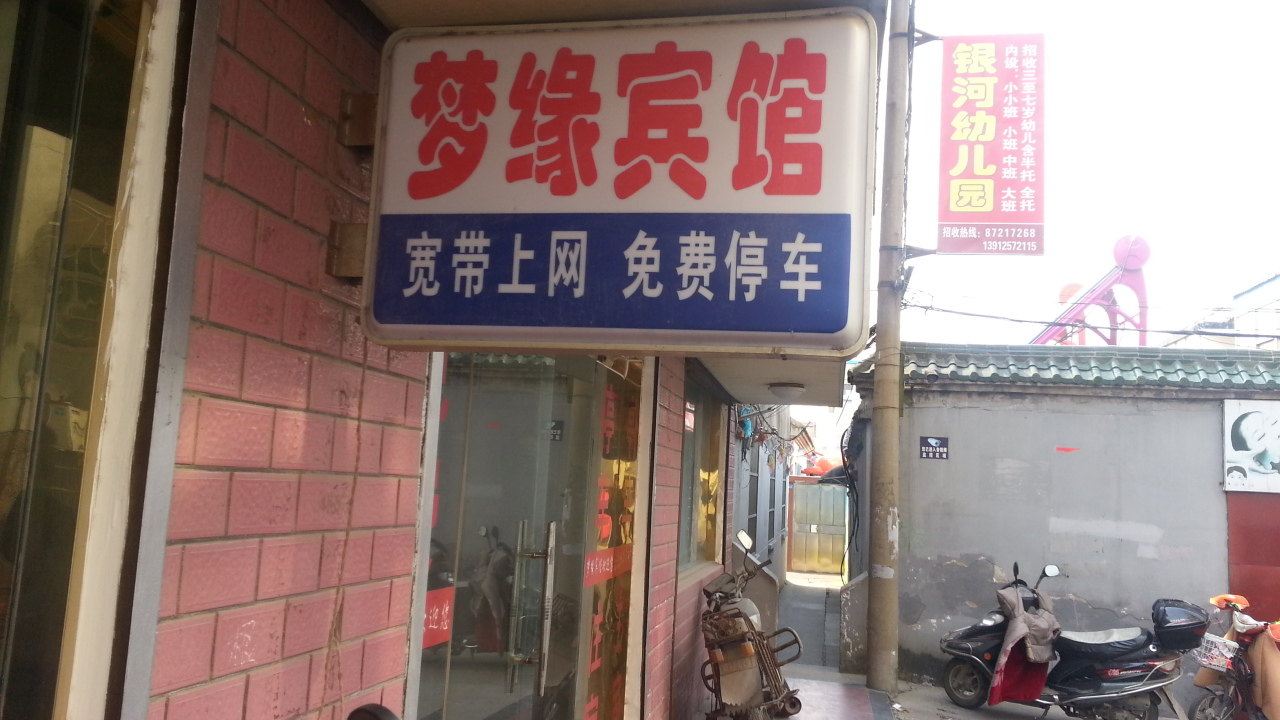 梦缘宾馆
宽带上网 免费停车
银河幼儿园
招收三至七岁幼儿含半托 全托
内设：小小班 小班 中班 大班
招收热线：87217268
13912572115
迎您